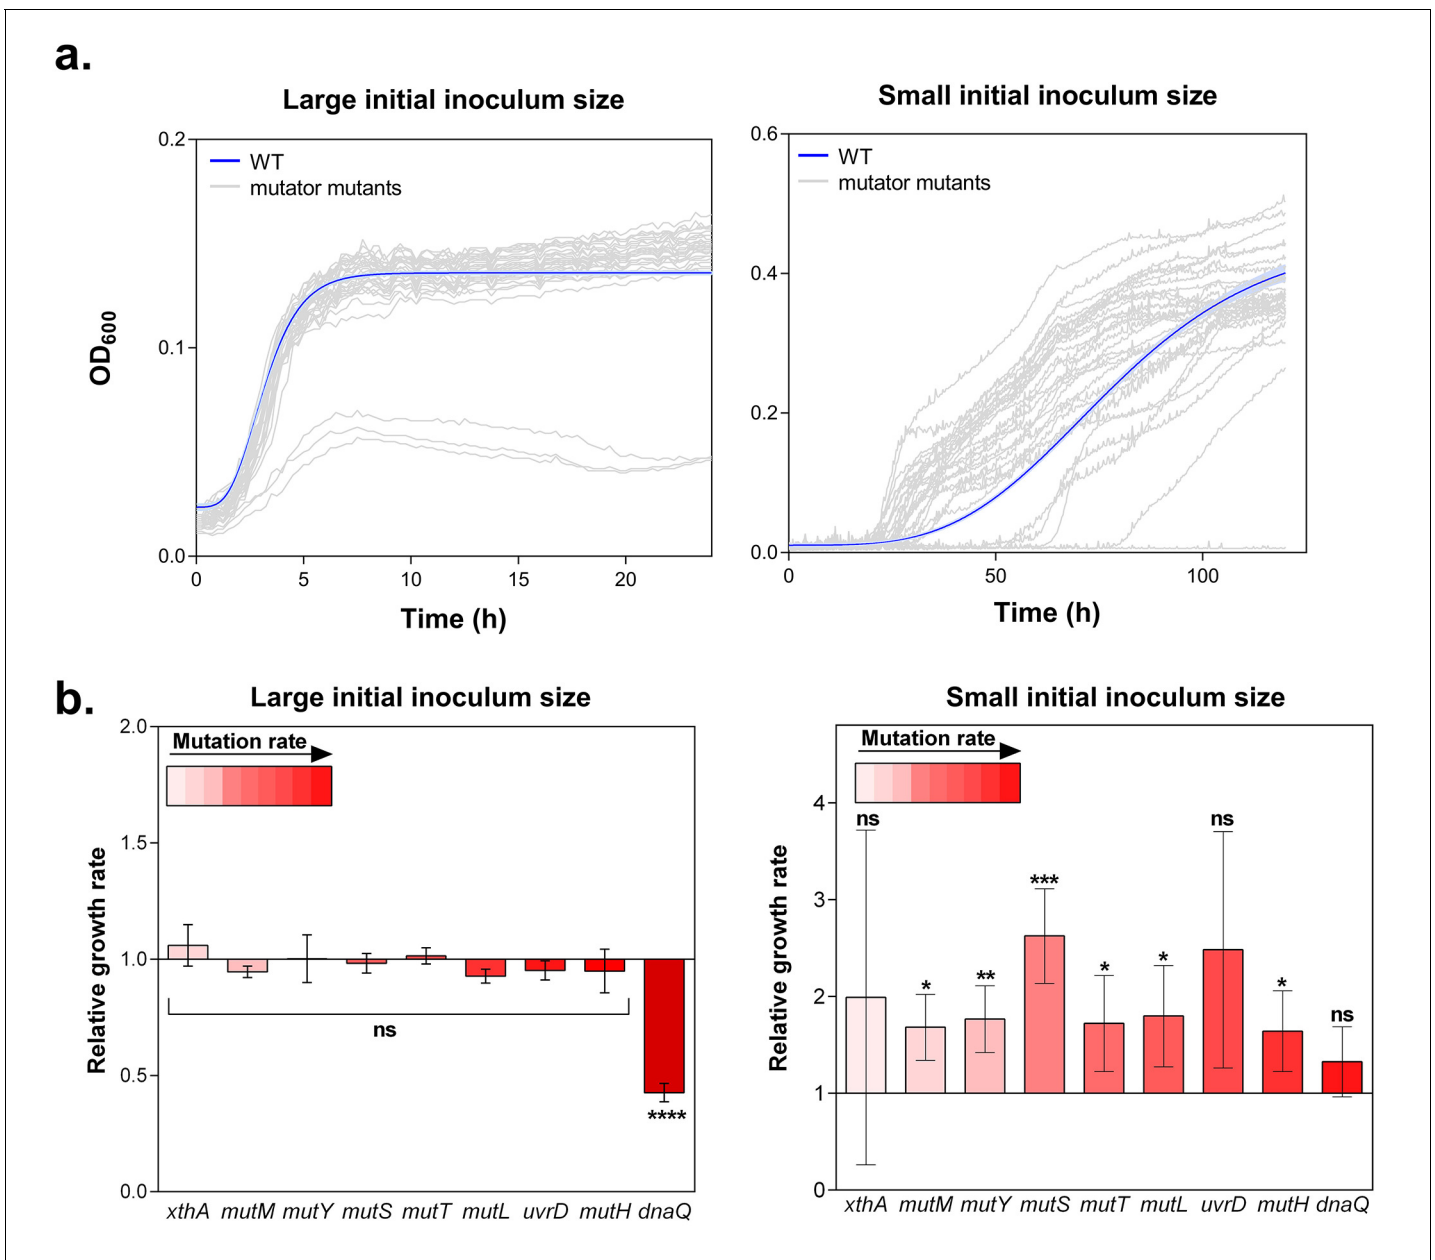 a.
Large initial inoculum size
WT
mutator mutants
0.2
0.1
0.0
OD600
0
5
10
15
20
Time (h)
Small initial inoculum size
WT
mutator mutants
0.6
0.4
0.2
0.0
0
50
100
Time (h)
b.
Large initial inoculum size
Mutation rate
2.0
1.5
1.0
0.5
0.0
Relative growth rate
ns
****
xthA mutM mutY mutS mutT mutL uvrD mutH dnaQ
Small initial inoculum size
Mutation rate
4
3
2
1
0
Relative growth rate
ns
*
**
***
*
*
ns
*
ns
xthA mutM mutY mutS mutT mutL uvrD mutH dnaQ